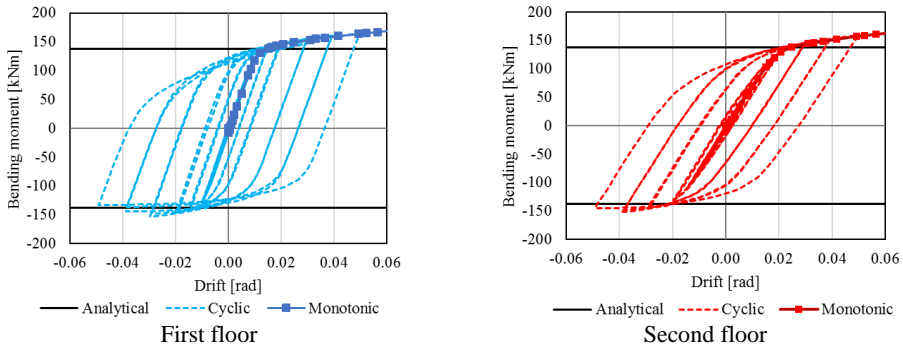 200
150
100
50
0
-50
-100
-150
-200
Bending moment [kNm]
-0.06 -0.04 -0.02 0.00 0.02 0.04 0.06
Drift [rad]
Analytical Cyclic Monotonic
First floor
200
150
100
50
0
-50
-100
-150
-200
Bending moment [kNm]
-0.06 -0.04 -0.02 0.00 0.02 0.04 0.06
Drift [rad]
Analytical Cyclic Monotonic
Second floor